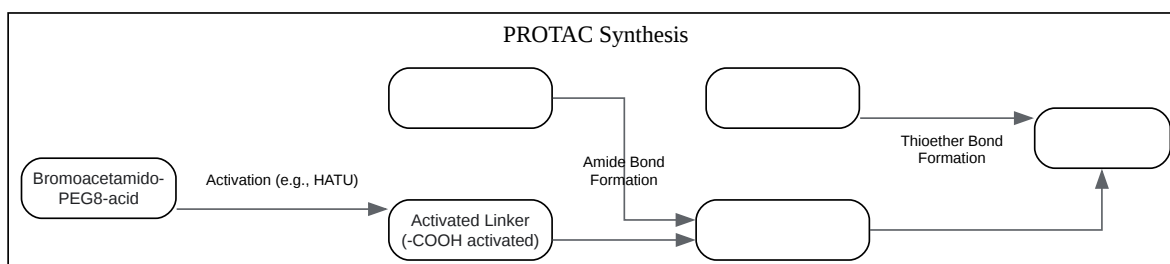 PROTAC Synthesis
Bromoacetamido-
PEG8-acid
Activation (e.g., HATU)
Activated Linker
(-COOH activated)
Amide Bond
Formation
Thioether Bond
Formation